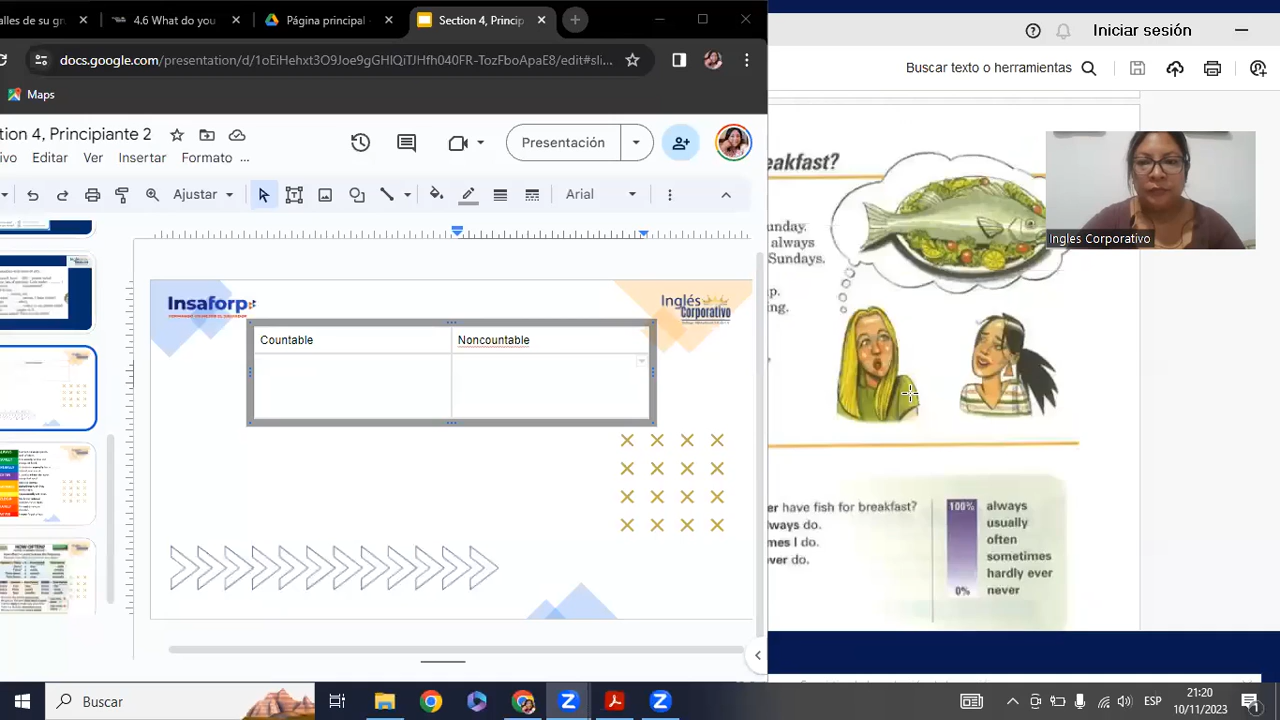 alles de su gr
4.6 What do you
Página principal
Section 4, Princip
docs.google.com/presentation/d/1oEiHehxt3O9Joe9gGHIQiTJHfh040FR-TozFboApaE8/edit#sli...
Maps
tion 4, Principiante 2
Presentación
ivo Editar Ver Insertar Formato ...
Ajustar
Arial
Insaforp
Inglés
Corporativo
Countable
Noncountable
Iniciar sesión
Buscar texto o herramientas
eakfast?
unday.
always
Sundays.
p.
ng.
Ingles Corporativo
er have fish for breakfast?
lways do.
mes I do.
ver do.
100%
0%
always
usually
often
sometimes
hardly ever
never
Buscar
ESP
21:20
10/11/2023
1